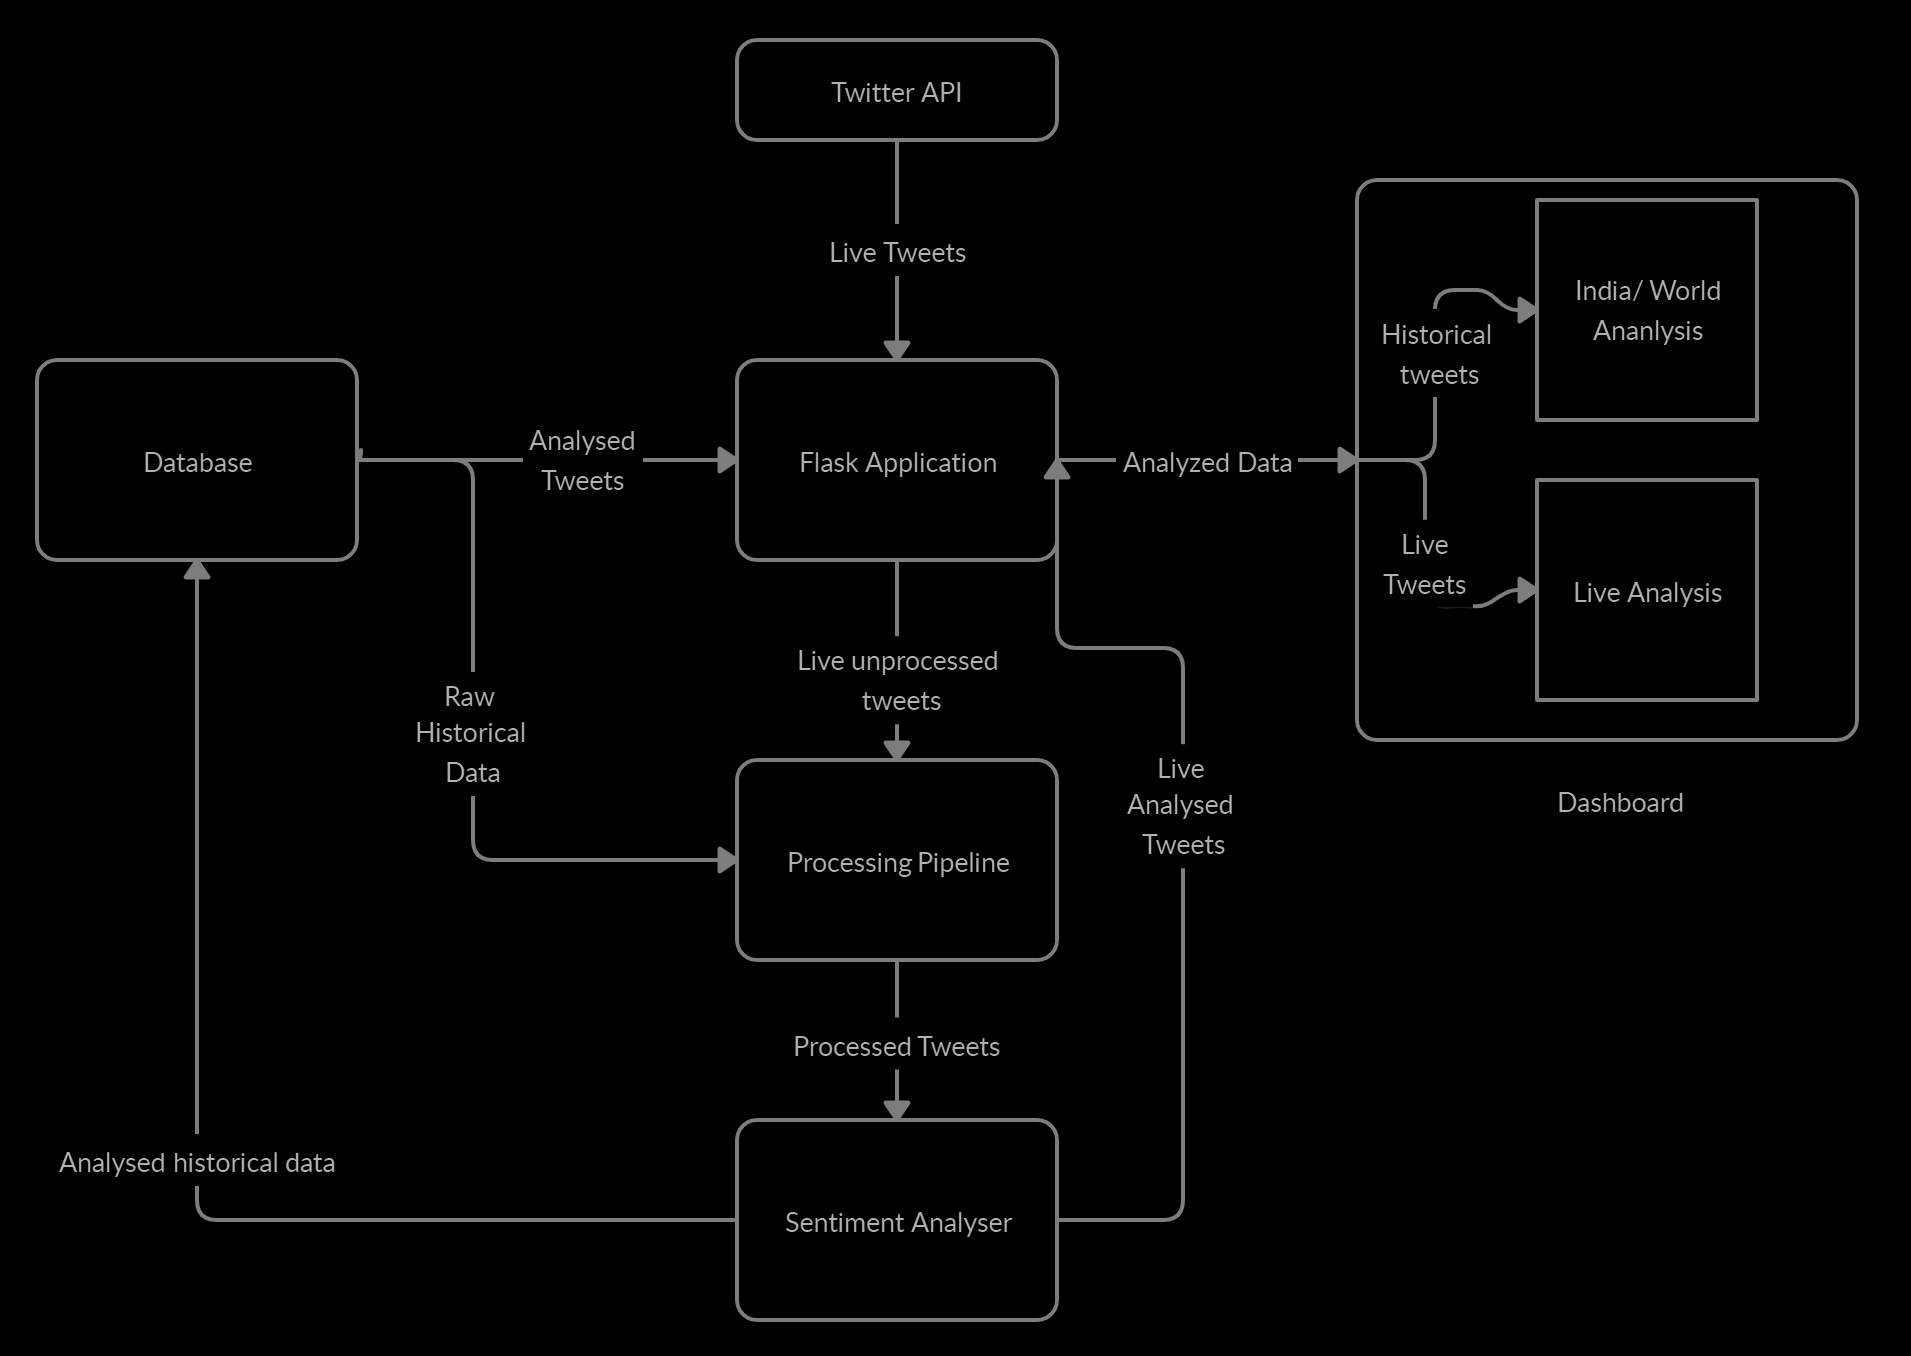 Twitter API
Live Tweets
India/ World
Ananlysis
Historical
tweets
Database
Analysed
Tweets
Flask Application
Analyzed Data
Live
Tweets
Live Analysis
Live unprocessed
tweets
Raw
Historical
Data
Live
Analysed
Tweets
Dashboard
Processing Pipeline
Processed Tweets
Analysed historical data
Sentiment Analyser